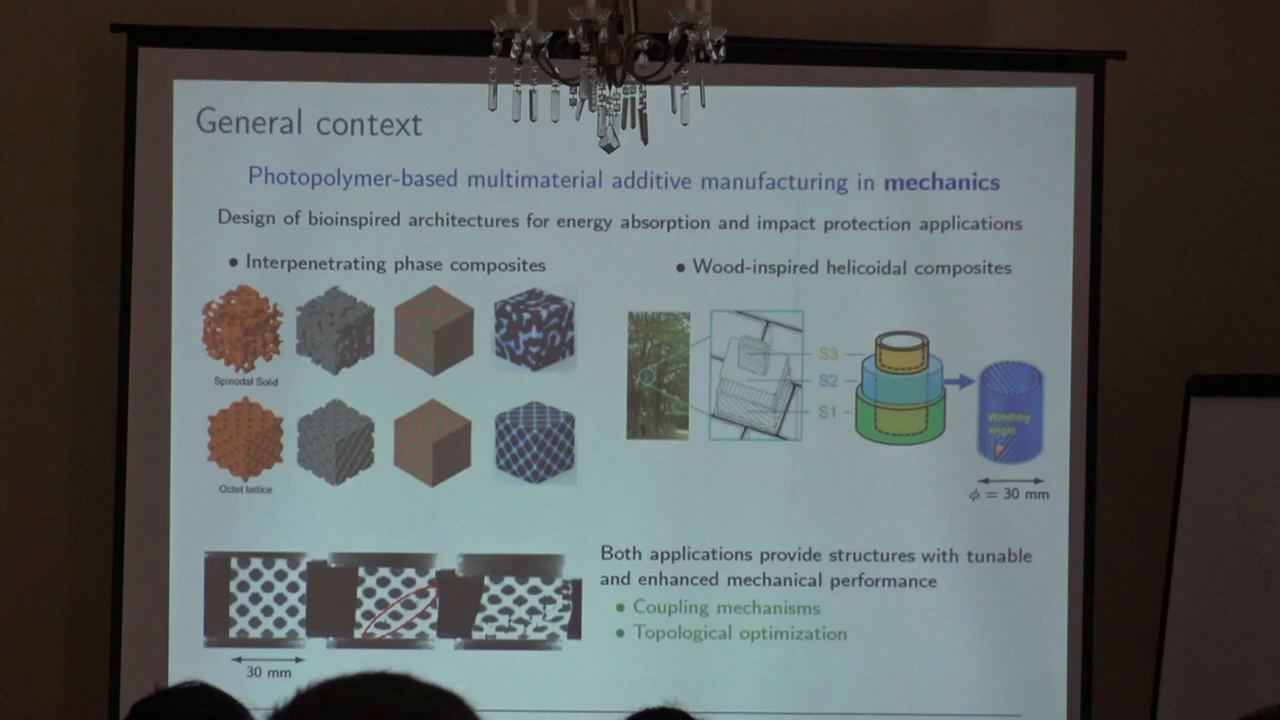 General context
Photopolymer-based multimaterial additive manufacturing in mechanics
Design of bioinspired architectures for energy absorption and impact protection applications
• Interpenetrating phase composites
• Wood-inspired helicoidal composites
Spinodal Solid
Octet lattice
S3
S2
S1
Winding
angle
ϕ = 30 mm
30 mm
Both applications provide structures with tunable
and enhanced mechanical performance
• Coupling mechanisms
• Topological optimization